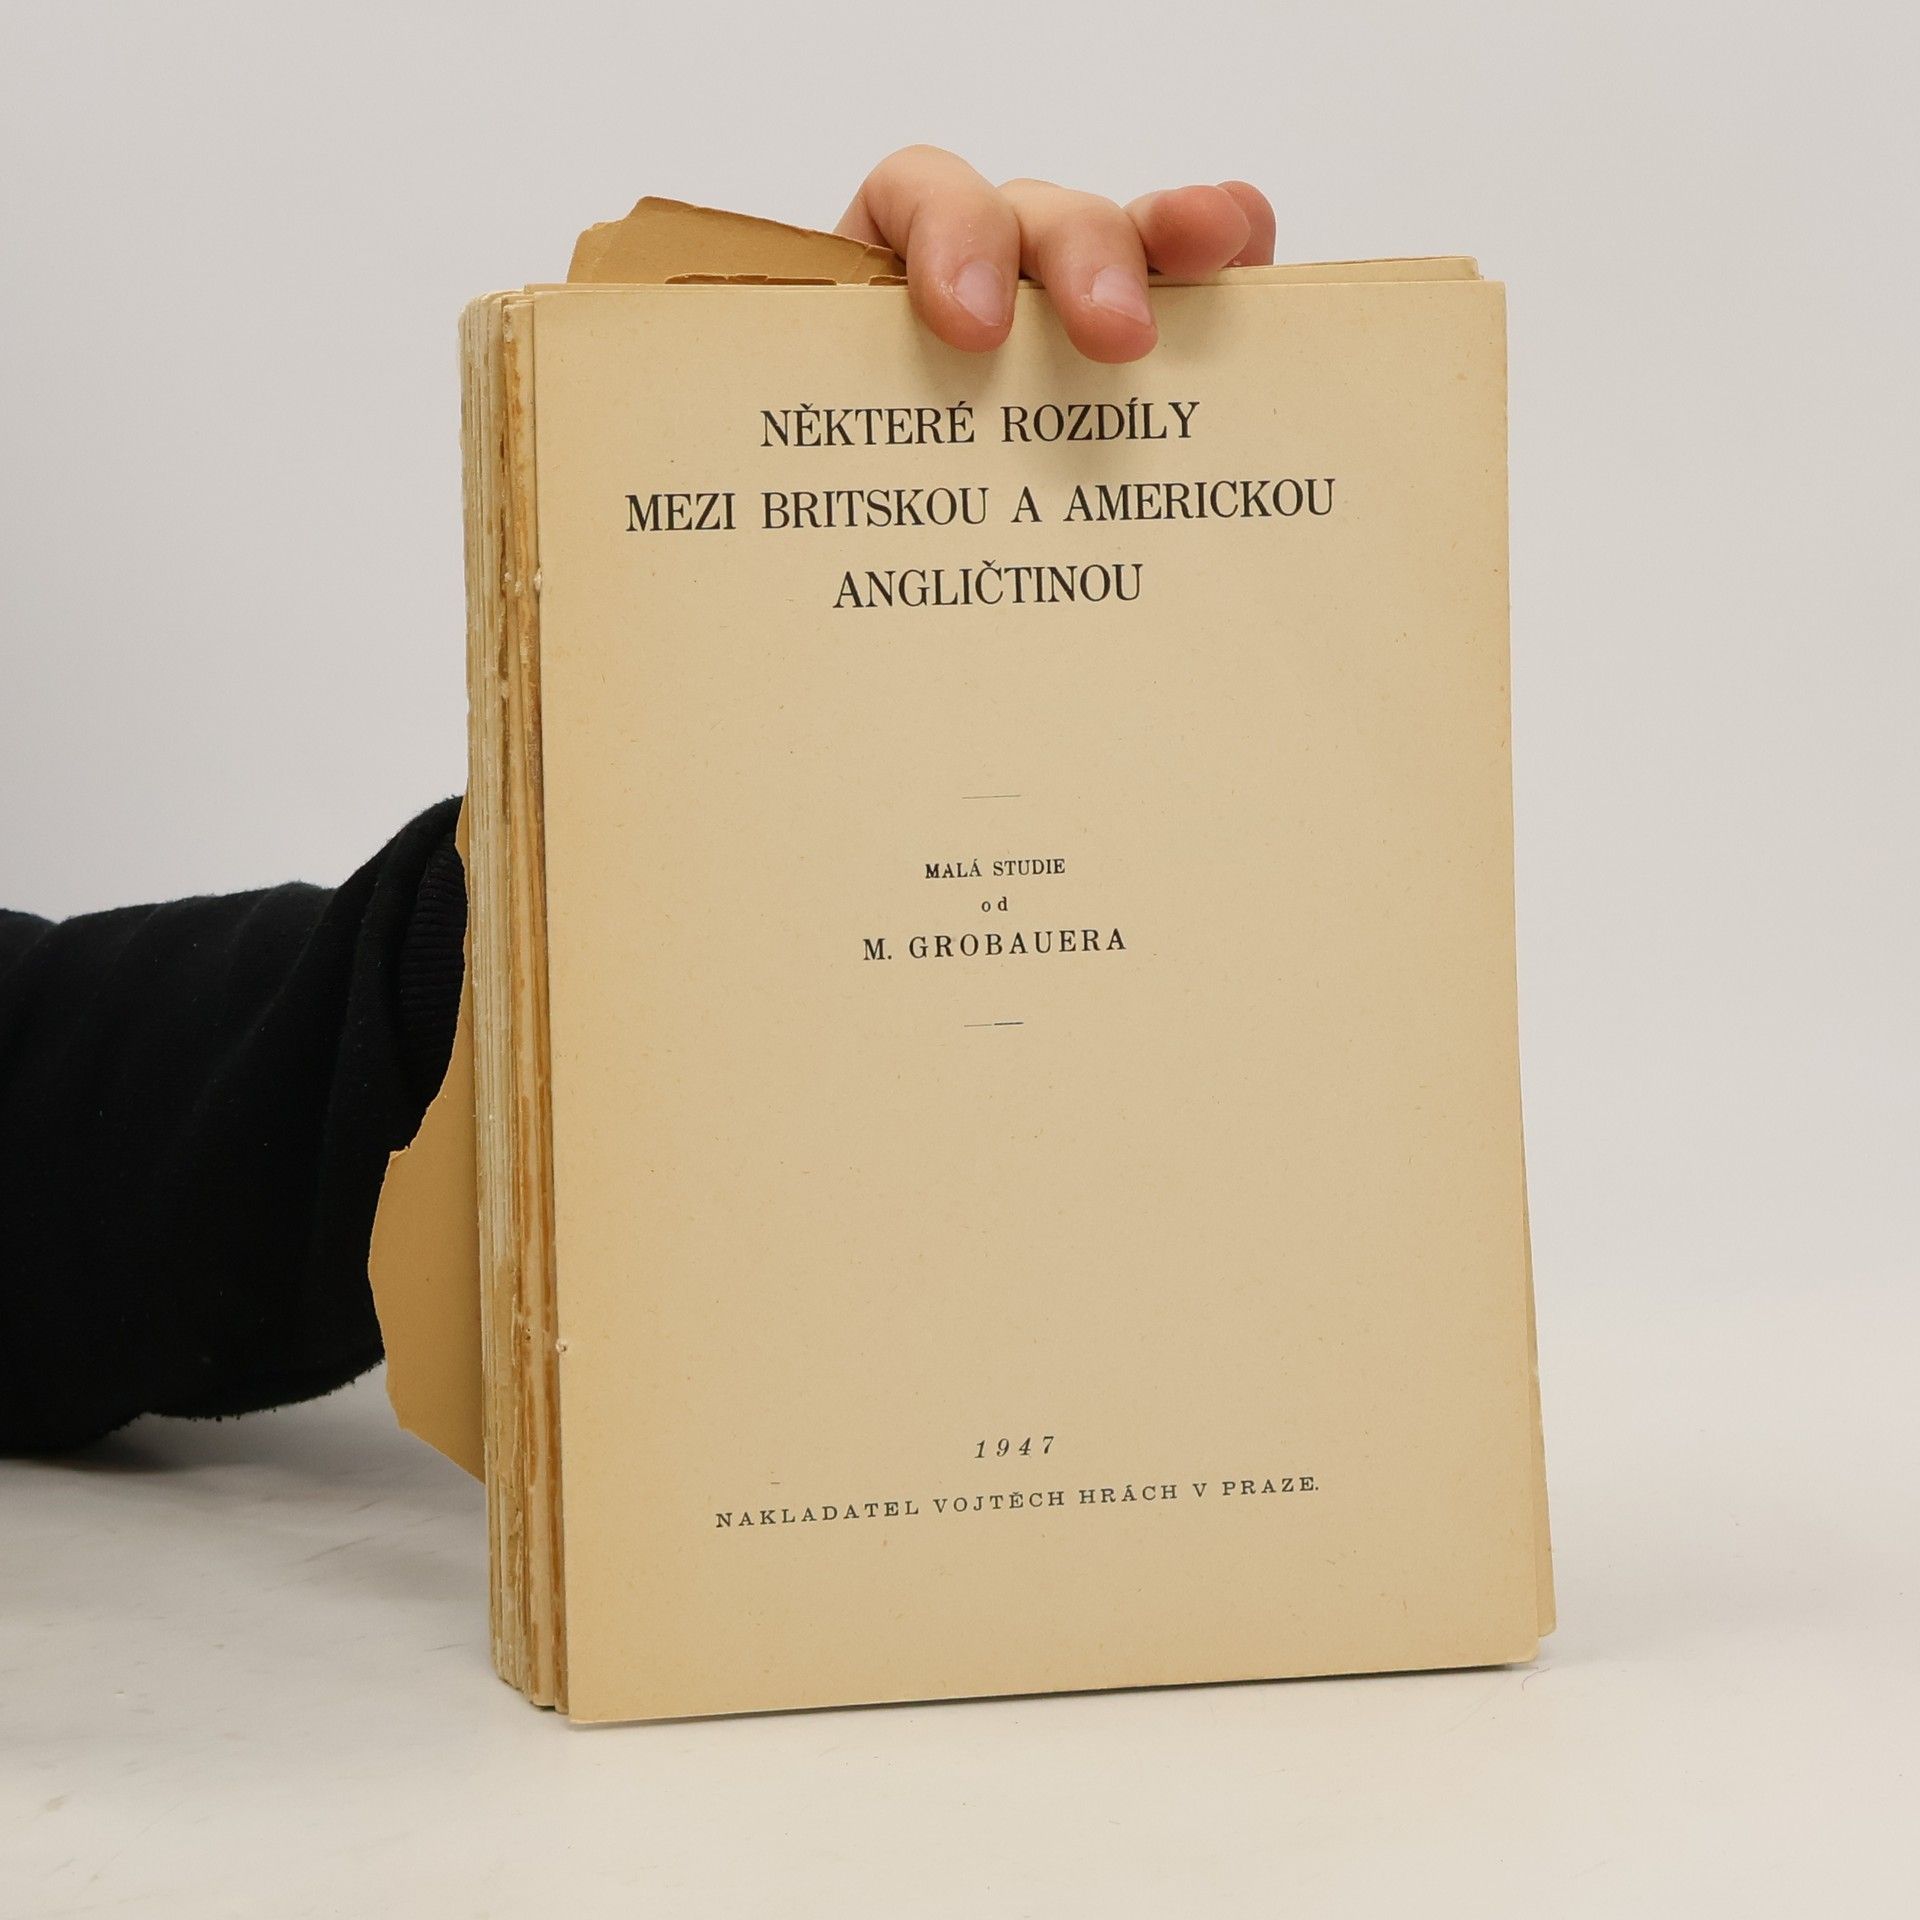 NĚKTERÉ ROZDÍLY
MEZI BRITSKOU A AMERICKOU
ANGLIČTINOU
MALÁ STUDIE
od
M. GROBAUERA
1947
NAKLADATEL VOJTĚCH HRÁCH V PRAZE.